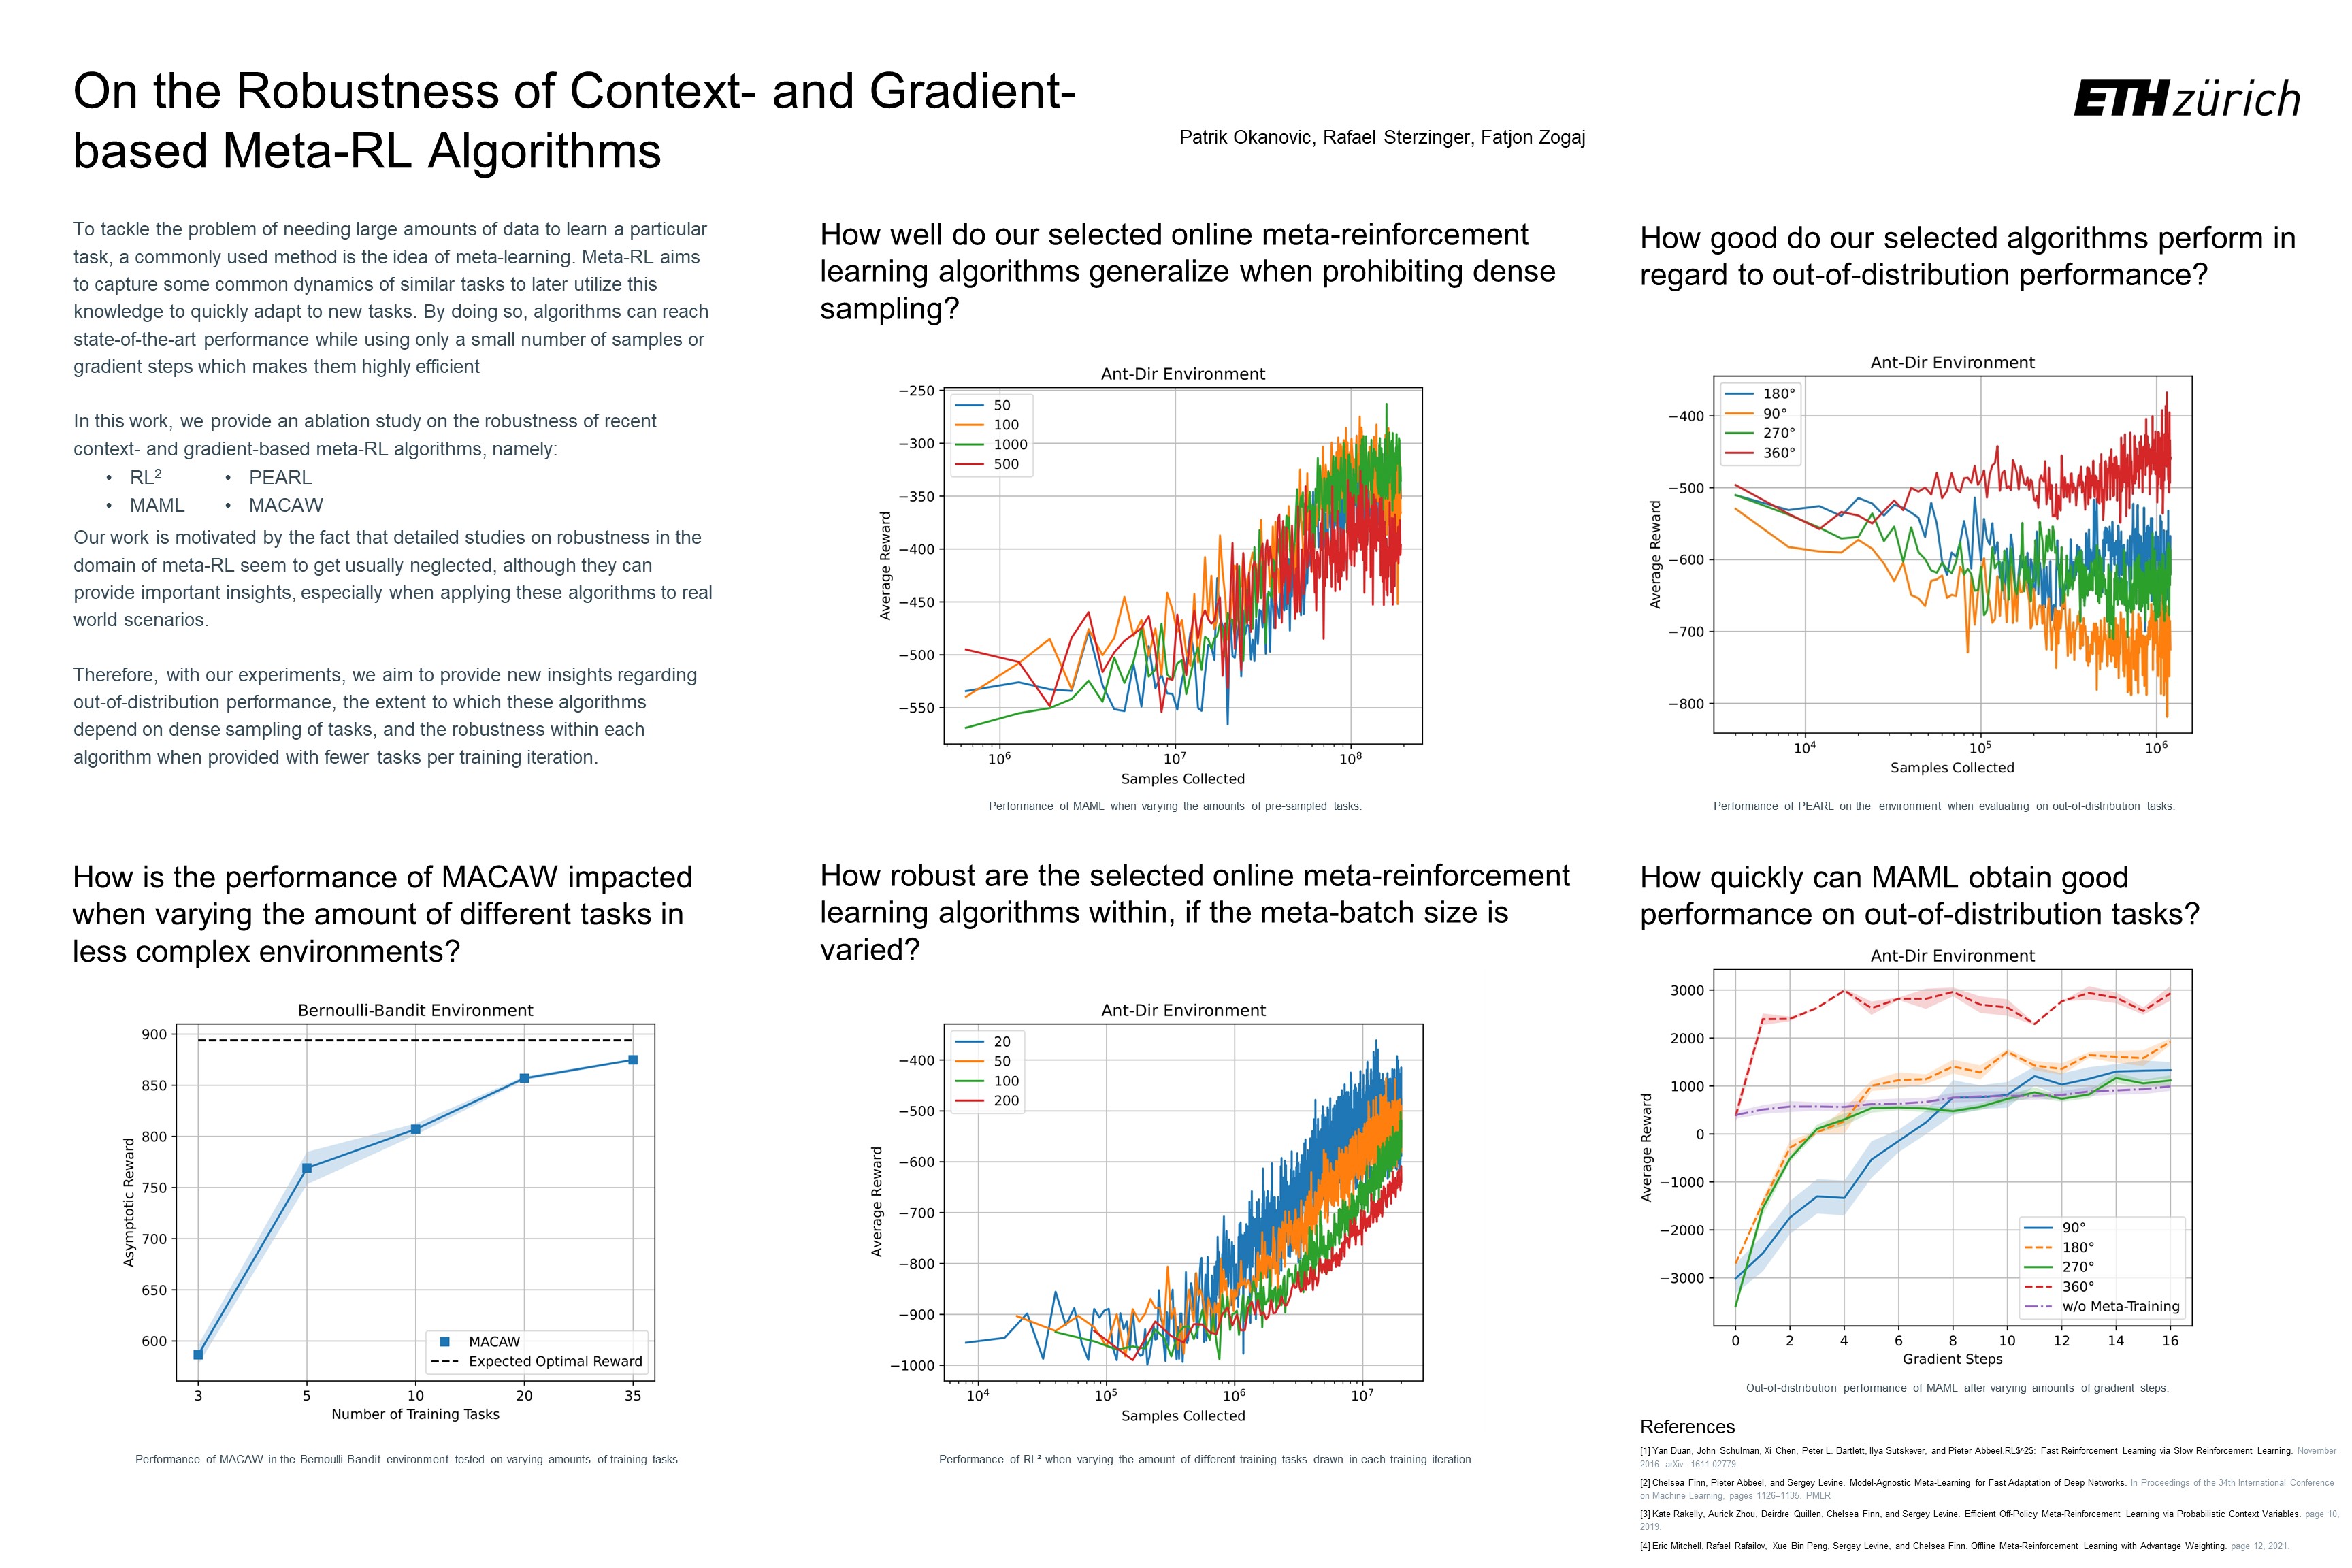 On the Robustness of Context- and Gradient-
based Meta-RL Algorithms
Patrik Okanovic, Rafael Sterzinger, Fatjon Zogaj
ETH zürich
To tackle the problem of needing large amounts of data to learn a particular
task, a commonly used method is the idea of meta-learning. Meta-RL aims
to capture some common dynamics of similar tasks to later utilize this
knowledge to quickly adapt to new tasks. By doing so, algorithms can reach
state-of-the-art performance while using only a small number of samples or
gradient steps which makes them highly efficient
In this work, we provide an ablation study on the robustness of recent
context- and gradient-based meta-RL algorithms, namely:
• RL² • PEARL
• MAML • MACAW
Our work is motivated by the fact that detailed studies on robustness in the
domain of meta-RL seem to get usually neglected, although they can
provide important insights, especially when applying these algorithms to real
world scenarios.
Therefore, with our experiments, we aim to provide new insights regarding
out-of-distribution performance, the extent to which these algorithms
depend on dense sampling of tasks, and the robustness within each
algorithm when provided with fewer tasks per training iteration.
How well do our selected online meta-reinforcement
learning algorithms generalize when prohibiting dense
sampling?
Ant-Dir Environment
−250
−300
−350
−400
−450
−500
−550
Average Reward
50
100
1000
500
10⁶ 10⁷ 10⁸
Samples Collected
Performance of MAML when varying the amounts of pre-sampled tasks.
How good do our selected algorithms perform in
regard to out-of-distribution performance?
Ant-Dir Environment
−400
−500
−600
−700
−800
Average Reward
180°
90°
270°
360°
10⁴ 10⁵ 10⁶
Samples Collected
Performance of PEARL on the environment when evaluating on out-of-distribution tasks.
How is the performance of MACAW impacted
when varying the amount of different tasks in
less complex environments?
Bernoulli-Bandit Environment
900
850
800
750
700
650
600
Asymptotic Reward
MACAW
Expected Optimal Reward
3 5 10 20 35
Number of Training Tasks
Performance of MACAW in the Bernoulli-Bandit environment tested on varying amounts of training tasks.
How robust are the selected online meta-reinforcement
learning algorithms within, if the meta-batch size is
varied?
Ant-Dir Environment
−400
−500
−600
−700
−800
−900
−1000
Average Reward
20
50
100
200
10⁴ 10⁵ 10⁶ 10⁷
Samples Collected
Performance of RL² when varying the amount of different training tasks drawn in each training iteration.
How quickly can MAML obtain good
performance on out-of-distribution tasks?
Ant-Dir Environment
3000
2000
1000
0
−1000
−2000
−3000
Average Reward
90°
180°
270°
360°
w/o Meta-Training
0 2 4 6 8 10 12 14 16
Gradient Steps
Out-of-distribution performance of MAML after varying amounts of gradient steps.
References
[1] Yan Duan, John Schulman, Xi Chen, Peter L. Bartlett, Ilya Sutskever, and Pieter Abbeel.RL$^2$: Fast Reinforcement Learning via Slow Reinforcement Learning. November
2016. arXiv: 1611.02779.
[2] Chelsea Finn, Pieter Abbeel, and Sergey Levine. Model-Agnostic Meta-Learning for Fast Adaptation of Deep Networks. In Proceedings of the 34th International Conference
on Machine Learning, pages 1126–1135. PMLR
[3] Kate Rakelly, Aurick Zhou, Deirdre Quillen, Chelsea Finn, and Sergey Levine. Efficient Off-Policy Meta-Reinforcement Learning via Probabilistic Context Variables. page 10,
2019.
[4] Eric Mitchell, Rafael Rafailov, Xue Bin Peng, Sergey Levine, and Chelsea Finn. Offline Meta-Reinforcement Learning with Advantage Weighting. page 12, 2021.